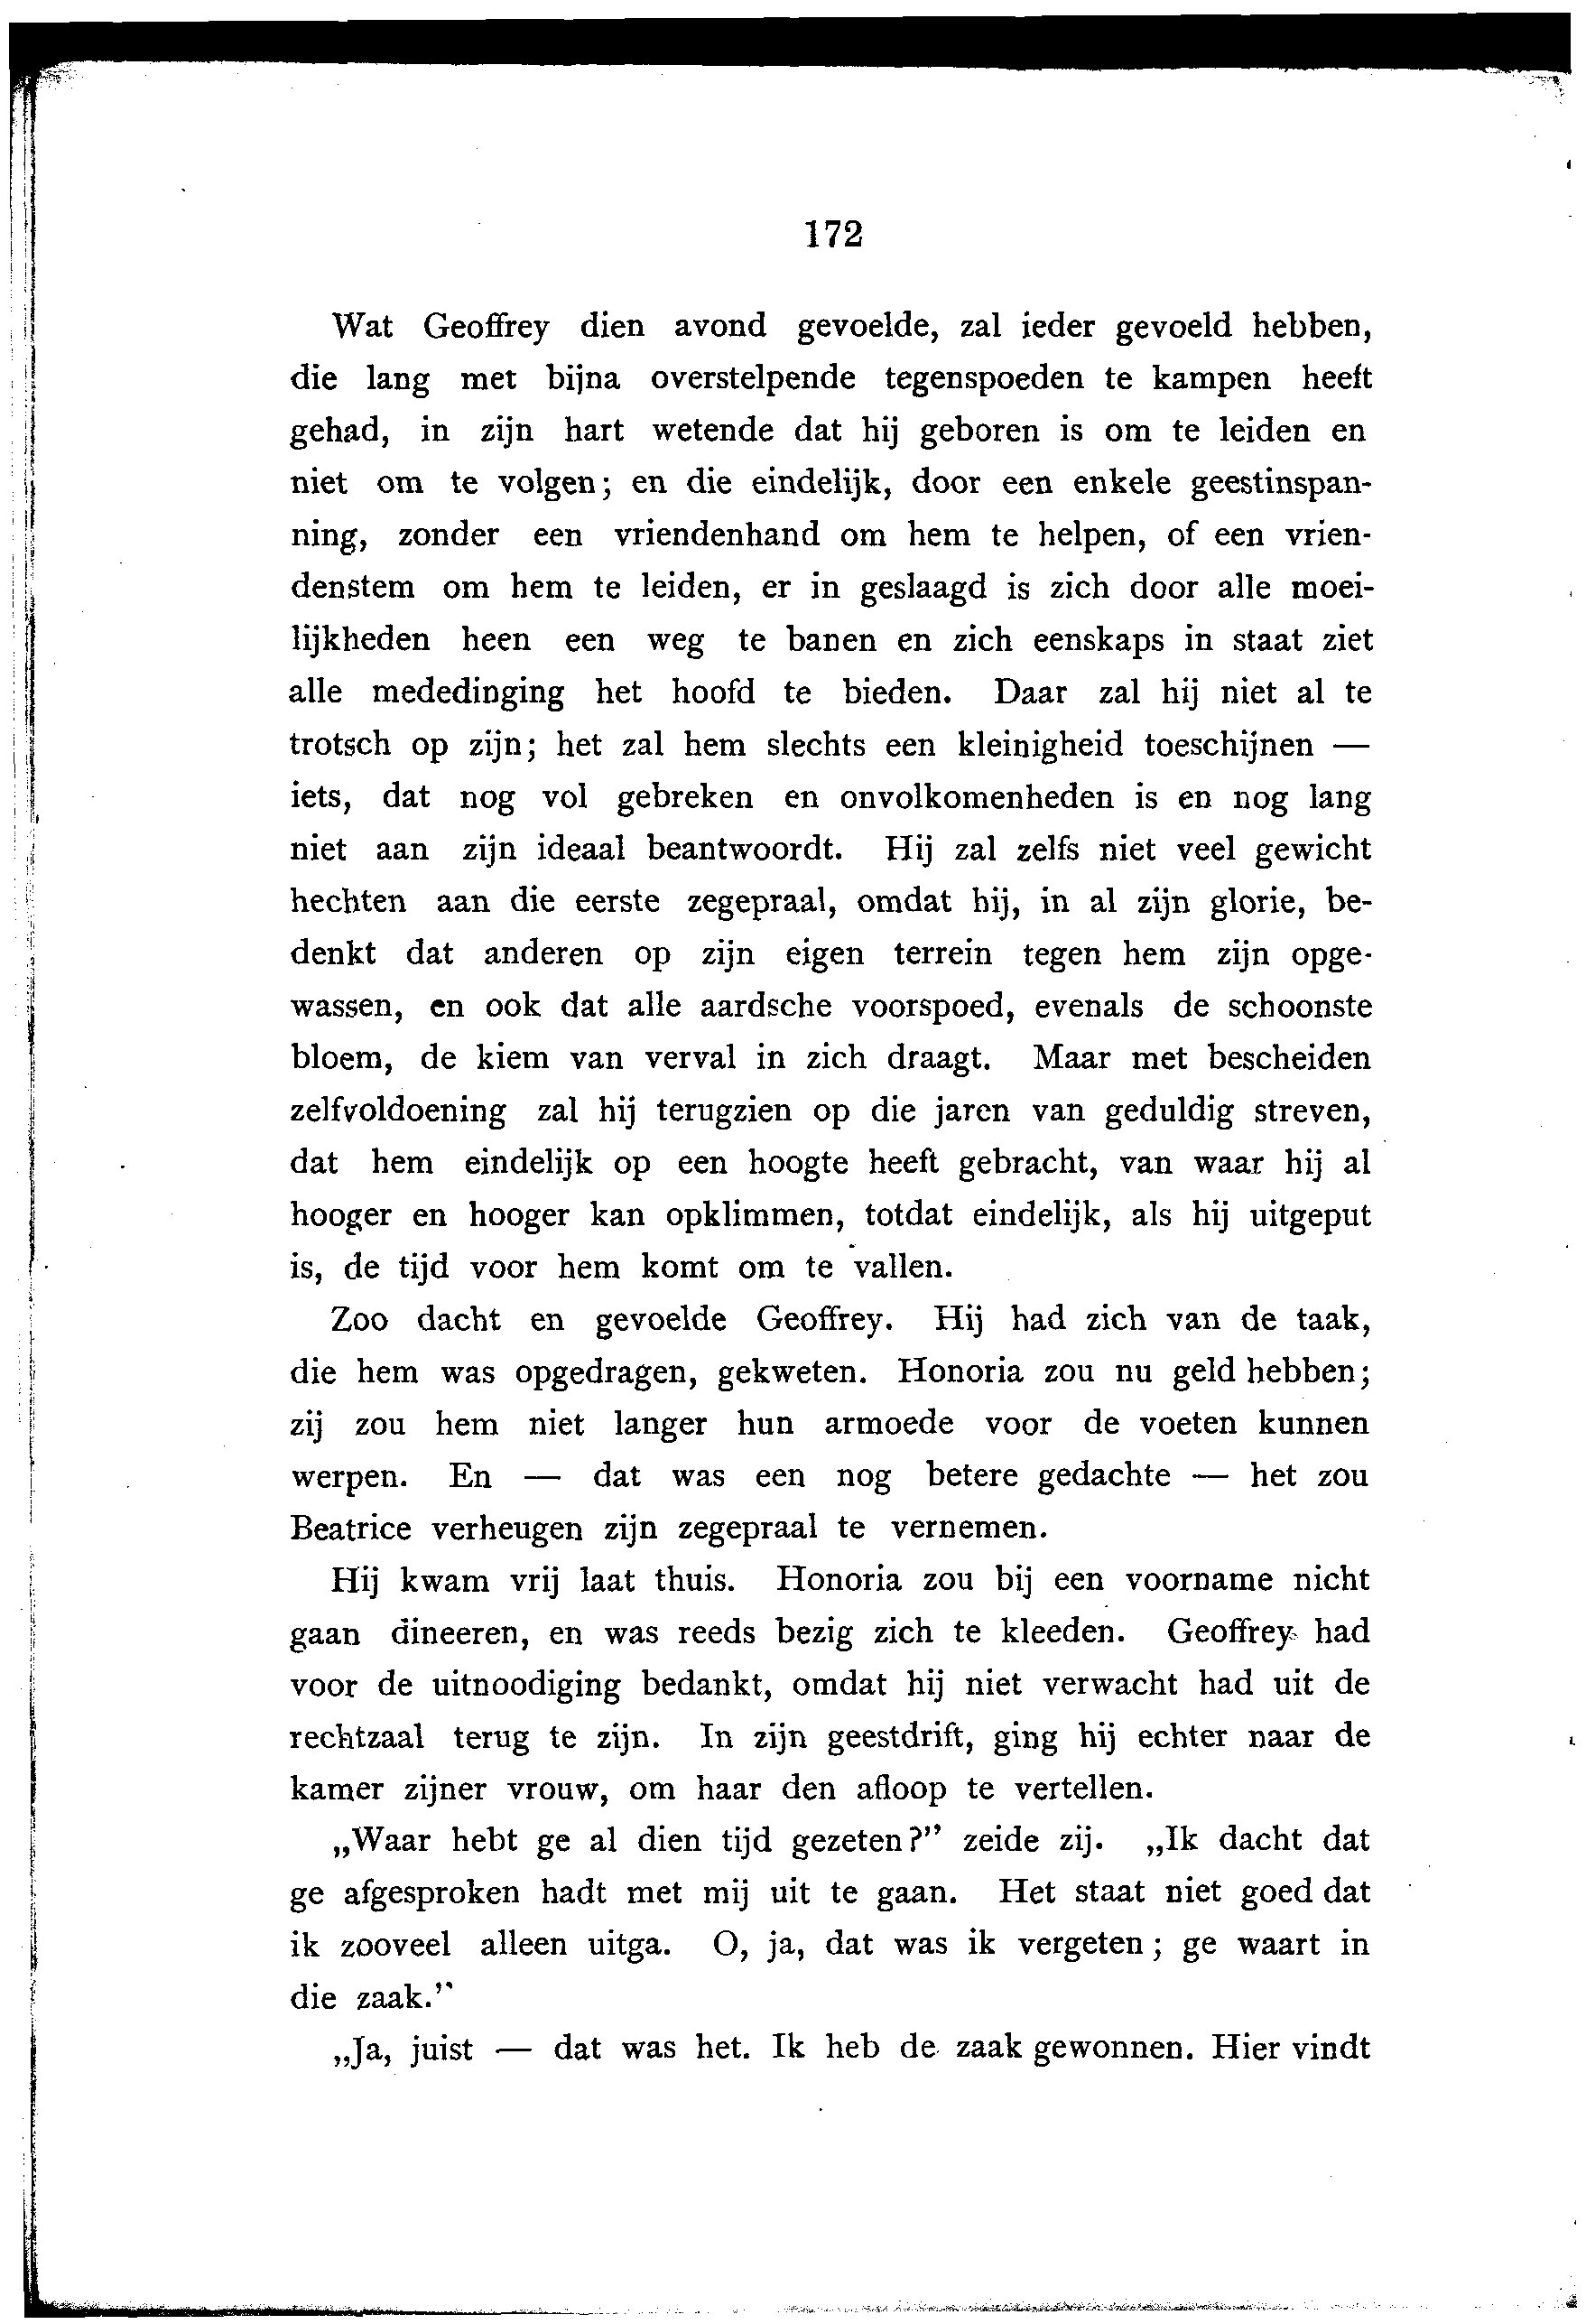 172
Wat Geoffrey dien avond gevoelde, zal ieder gevoeld hebben,
die lang met bijna overstelpende tegenspoeden te kampen heeft
gehad, in zijn hart wetende dat hij geboren is om te leiden en
niet om te volgen; en die eindelijk, door een enkele geestinspan-
ning, zonder een vriendenhand om hem te helpen, of een vrien-
denstem om hem te leiden, er in geslaagd is zich door alle moei-
lijkheden heen een weg te banen en zich eenskaps in staat ziet
alle mededinging het hoofd te bieden. Daar zal hij niet al te
trotsch op zijn; het zal hem slechts een kleinigheid toeschijnen —
iets, dat nog vol gebreken en onvolkomenheden is en nog lang
niet aan zijn ideaal beantwoordt. Hij zal zelfs niet veel gewicht
hechten aan die eerste zegepraal, omdat hij, in al zijn glorie, be-
denkt dat anderen op zijn eigen terrein tegen hem zijn opge-
wassen, en ook dat alle aardsche voorspoed, evenals de schoonste
bloem, de kiem van verval in zich draagt. Maar met bescheiden
zelfvoldoening zal hij terugzien op die jaren van geduldig streven,
dat hem eindelijk op een hoogte heeft gebracht, van waar hij al
hooger en hooger kan opklimmen, totdat eindelijk, als hij uitgeput
is, de tijd voor hem komt om te vallen.
Zoo dacht en gevoelde Geoffrey. Hij had zich van de taak,
die hem was opgedragen, gekweten. Honoria zou nu geld hebben;
zij zou hem niet langer hun armoede voor de voeten kunnen
werpen. En — dat was een nog betere gedachte — het zou
Beatrice verheugen zijn zegepraal te vernemen.
Hij kwam vrij laat thuis. Honoria zou bij een voorname nicht
gaan dineeren, en was reeds bezig zich te kleeden. Geoffrey had
voor de uitnoodiging bedankt, omdat hij niet verwacht had uit de
rechtzaal terug te zijn. In zijn geestdrift, ging hij echter naar de
kamer zijner vrouw, om haar den afloop te vertellen.
„Waar hebt ge al dien tijd gezeten?” zeide zij. „Ik dacht dat
ge afgesproken hadt met mij uit te gaan. Het staat niet goed dat
ik zooveel alleen uitga. O, ja, dat was ik vergeten; ge waart in
die zaak.”
„Ja, juist — dat was het. Ik heb de zaak gewonnen. Hier vindt